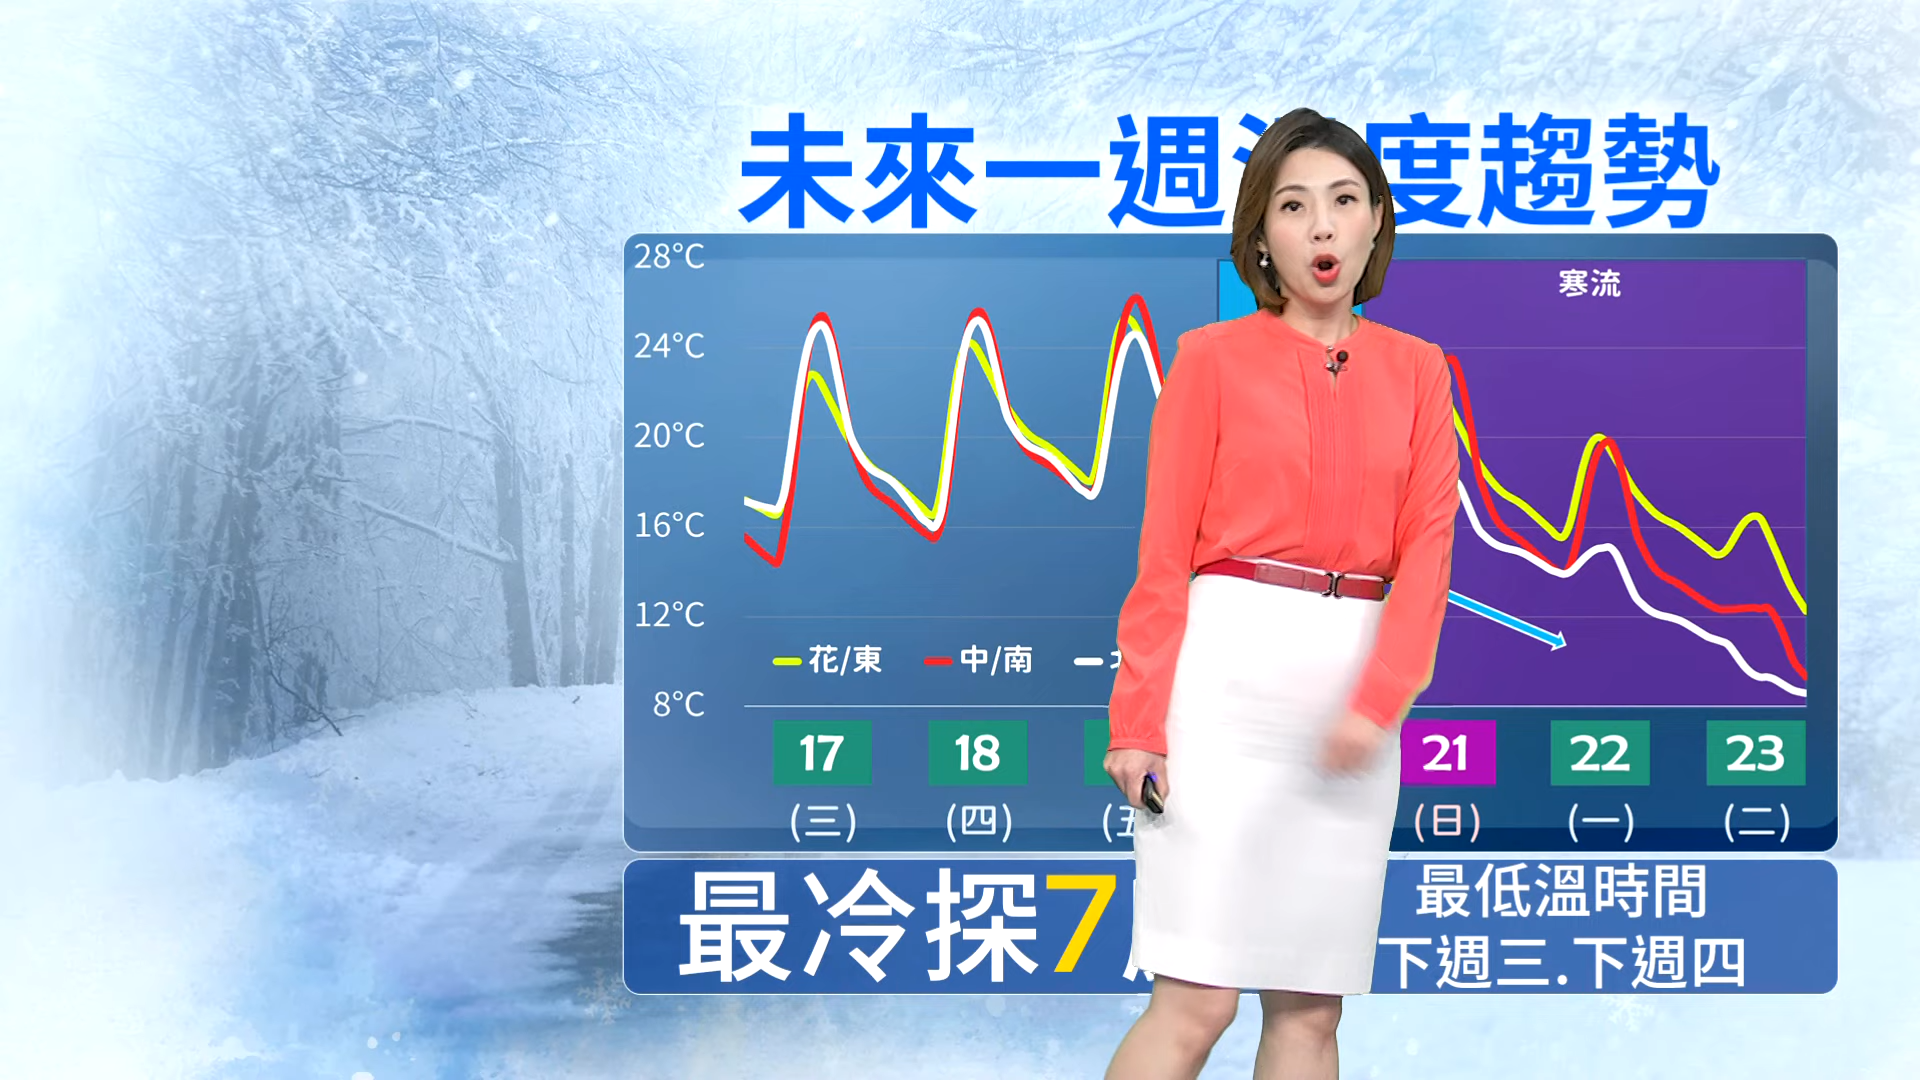 未來一週 度趨勢
28°C
寒流
24°C
20°C
16°C
12°C
花/東 中/南
8°C
17 18 21 22 23
(三) (四) (五 (日) (一) (二)
最冷探7
最低溫時間
下週三.下週四